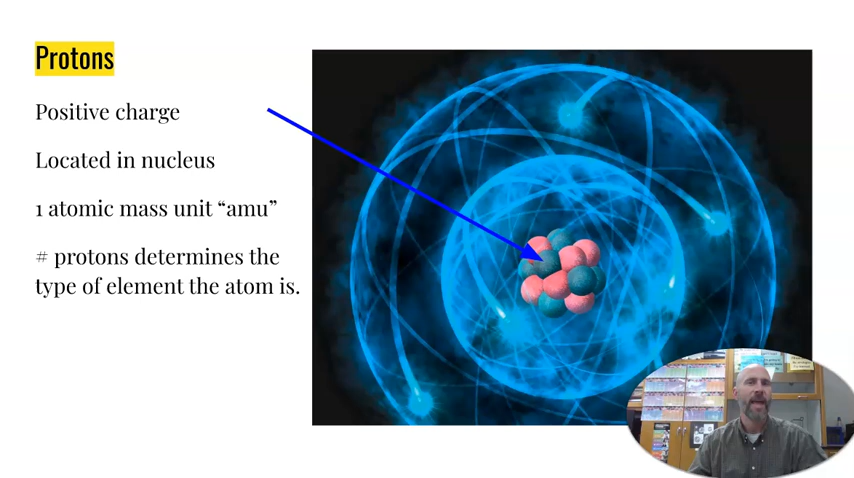 Protons
Positive charge
Located in nucleus
1 atomic mass unit “amu”
# protons determines the
type of element the atom is.